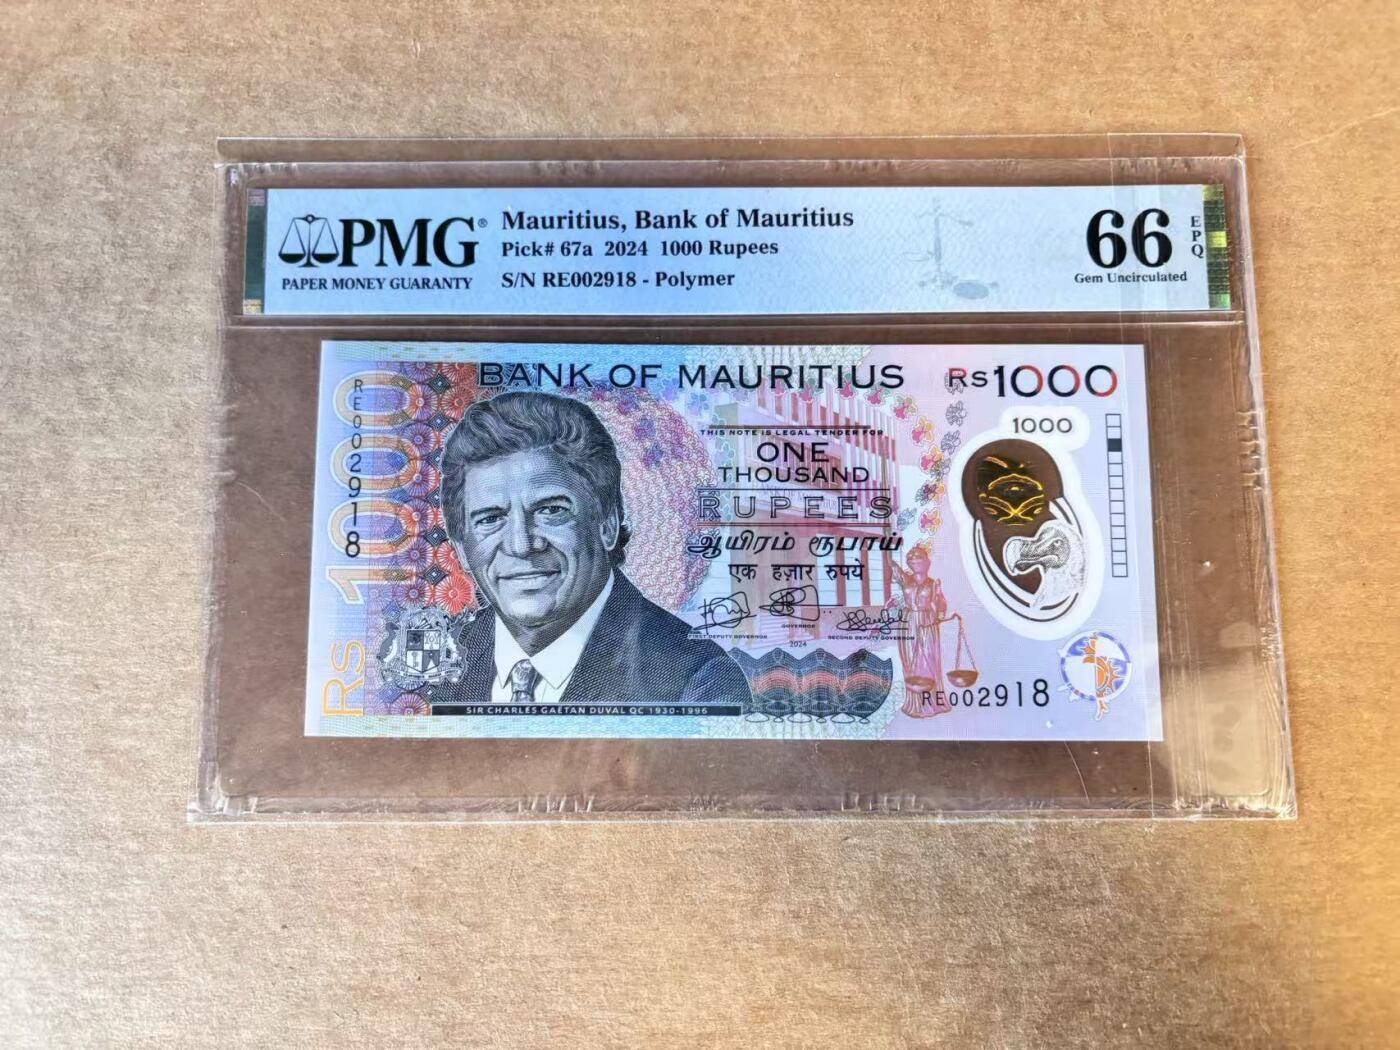 PMG®
PAPER MONEY GUARANTY
Mauritius, Bank of Mauritius
Pick# 67a 2024 1000 Rupees
S/N RE002918 - Polymer
66
EPQ
Gem Uncirculated
BANK OF MAURITIUS
Rs1000
RE002918
Rs 1000
1000
THIS NOTE IS LEGAL TENDER FOR
ONE
THOUSAND
RUPEES
ஆயிரம் ரூபாய்
एक हज़ार रुपये
FIRST DEPUTY GOVERNOR
GOVERNOR
SECOND DEPUTY GOVERNOR
2024
RE002918
SIR CHARLES GAËTAN DUVAL QC 1930-1996